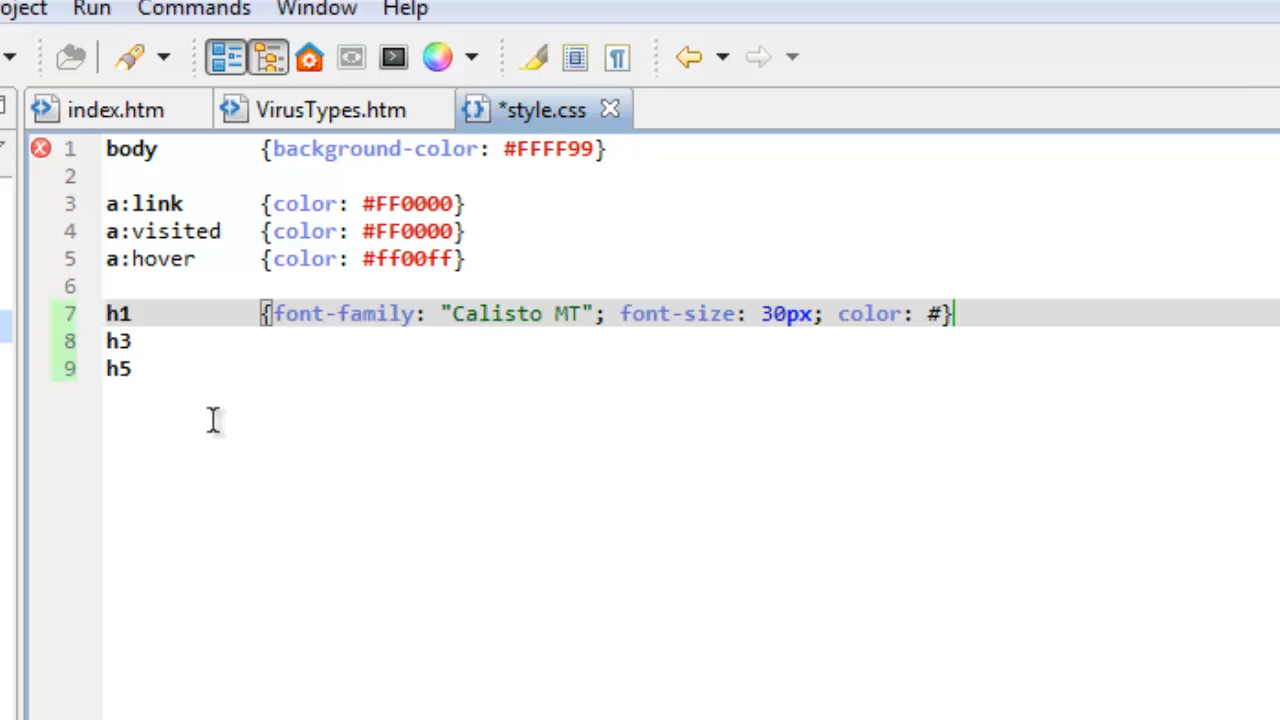 oject Run Commands Window Help
index.htm VirusTypes.htm *style.css
1 body {background-color: #FFFF99}
2
3 a:link {color: #FF0000}
4 a:visited {color: #FF0000}
5 a:hover {color: #ff00ff}
6
7 h1 {font-family: "Calisto MT"; font-size: 30px; color: #}
8 h3
9 h5